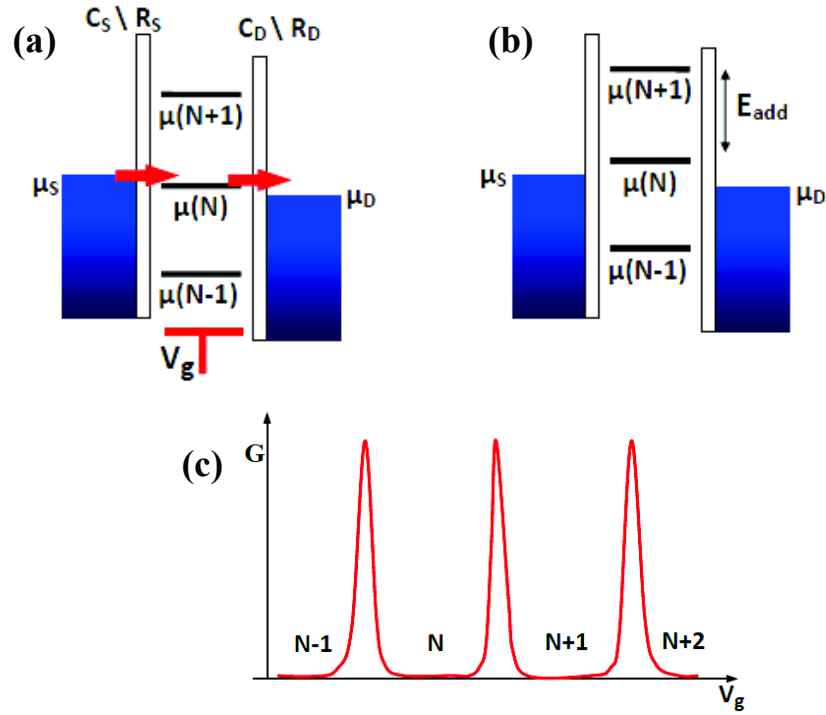 (a)
C_S \ R_S
C_D \ R_D
μ(N+1)
μ_S
μ(N)
μ_D
μ(N-1)
V_g
(b)
μ(N+1)
E_add
μ_S
μ(N)
μ_D
μ(N-1)
(c)
G
N-1
N
N+1
N+2
V_g